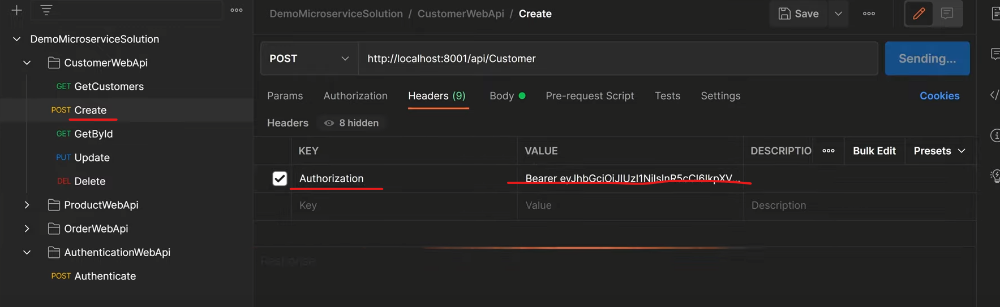 DemoMicroserviceSolution / CustomerWebApi / Create
Save
DemoMicroserviceSolution
CustomerWebApi
GET GetCustomers
POST Create
GET GetById
PUT Update
DEL Delete
ProductWebApi
OrderWebApi
AuthenticationWebApi
POST Authenticate
POST
http://localhost:8001/api/Customer
Sending...
Params Authorization Headers (9) Body Pre-request Script Tests Settings
Cookies
Headers 8 hidden
KEY VALUE DESCRIPTIO Bulk Edit Presets
Authorization Bearer eyJhbGciOiJIUzI1NiIsInR5cCI6IkpXV...
Key Value Description
Response